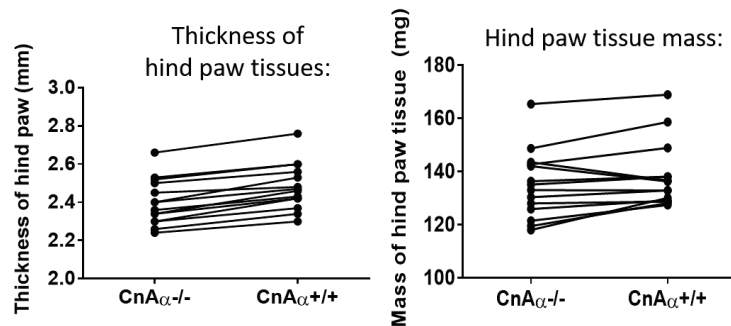 Thickness of
hind paw tissues:
Thickness of hind paw (mm)
3.0
2.8
2.6
2.4
2.2
2.0
CnAα-/- CnAα+/+
Hind paw tissue mass:
Mass of hind paw tissue (mg)
180
160
140
120
100
CnAα-/- CnAα+/+